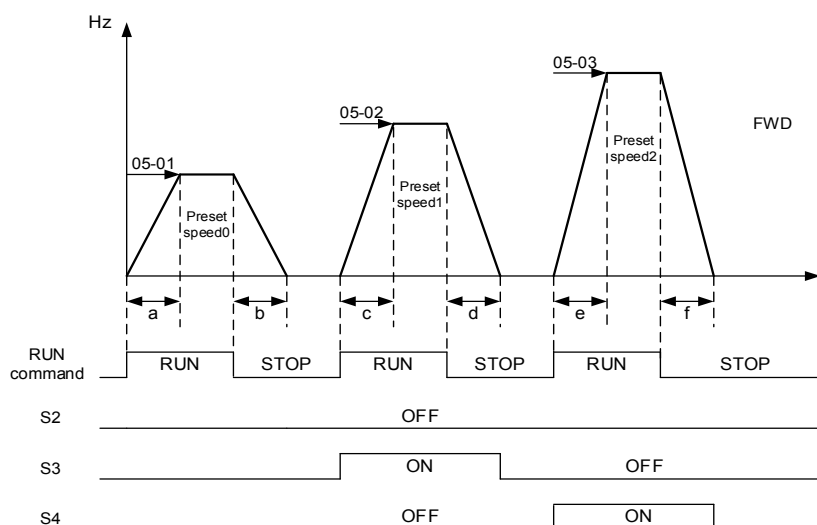 Hz
05-03
05-02
FWD
Preset
speed2
05-01
Preset
speed1
Preset
speed0
a b c d e f
RUN
command
RUN STOP RUN STOP RUN STOP
S2 OFF
S3 ON OFF
S4 OFF ON